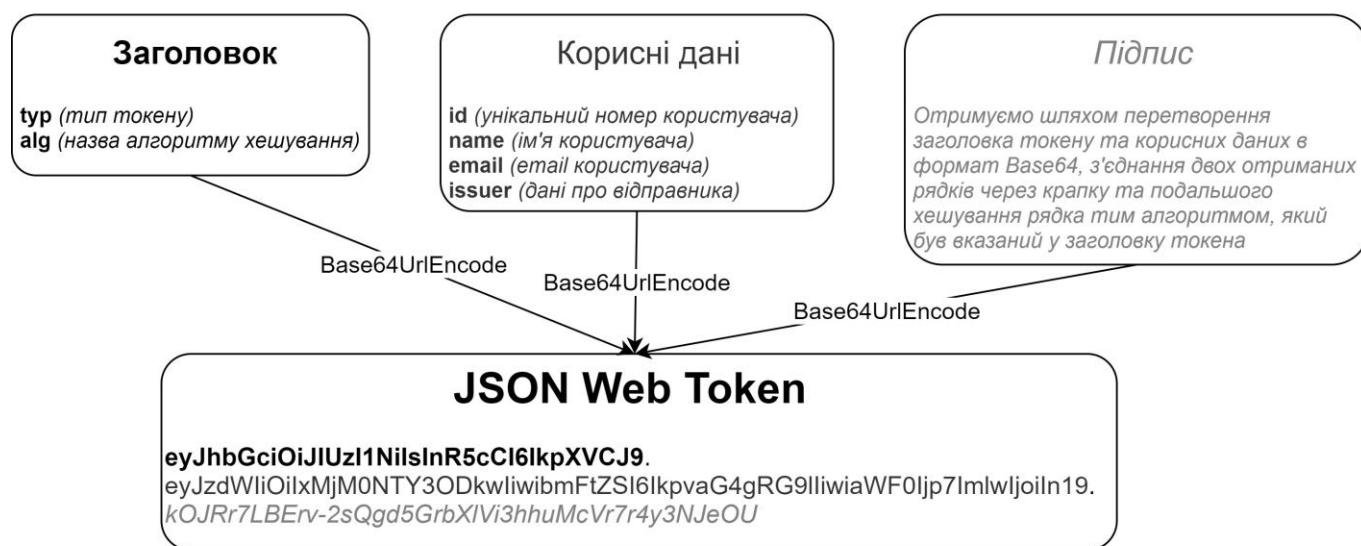 Заголовок
typ (тип токену)
alg (назва алгоритму хешування)
Корисні дані
id (унікальний номер користувача)
name (ім'я користувача)
email (email користувача)
issuer (дані про відправника)
Підпис
Отримуємо шляхом перетворення
заголовка токену та корисних даних в
формат Base64, з'єднання двох отриманих
рядків через крапку та подальшого
хешування рядка тим алгоритмом, який
був вказаний у заголовку токена
Base64UrlEncode
Base64UrlEncode
Base64UrlEncode
JSON Web Token
eyJhbGciOiJIUzI1NiIsInR5cCI6IkpXVCJ9.
eyJzdWIiOiIxMjM0NTY3ODkwIiwibmFtZSI6IkpvaG4gRG9lIiwiaWF0Ijp7ImlwIjoiIn19.
kOJRr7LBErv-2sQgd5GrbXlVi3hhuMcVr7r4y3NJeOU